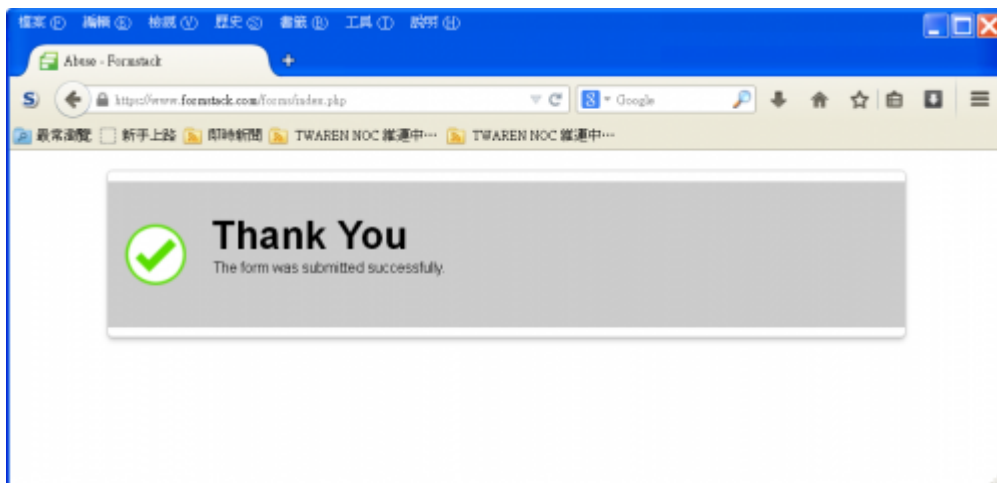 檔案(F) 編輯(E) 檢視(V) 歷史(S) 書籤(B) 工具(T) 說明(H)
Abuse - Formstack
https://www.formstack.com/forms/index.php
Google
最常瀏覽 新手上路 即時新聞 TWAREN NOC 維運中… TWAREN NOC 維運中…
Thank You
The form was submitted successfully.